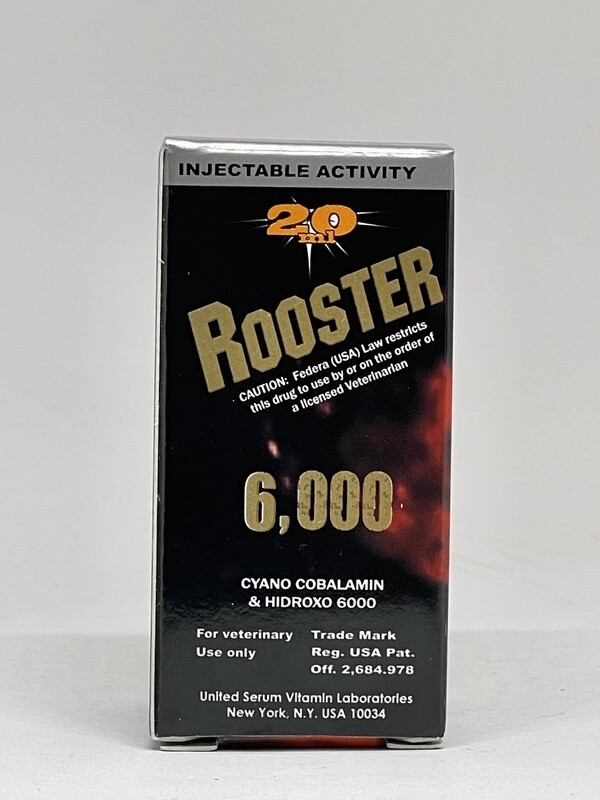 INJECTABLE ACTIVITY
20
ml
ROOSTER
CAUTION: Federa (USA) Law restricts
this drug to use by or on the order of
a licensed Veterinarian
6,000
CYANO COBALAMIN
& HIDROXO 6000
For veterinary
Use only
Trade Mark
Reg. USA Pat.
Off. 2,684.978
United Serum Vitamin Laboratories
New York, N.Y. USA 10034